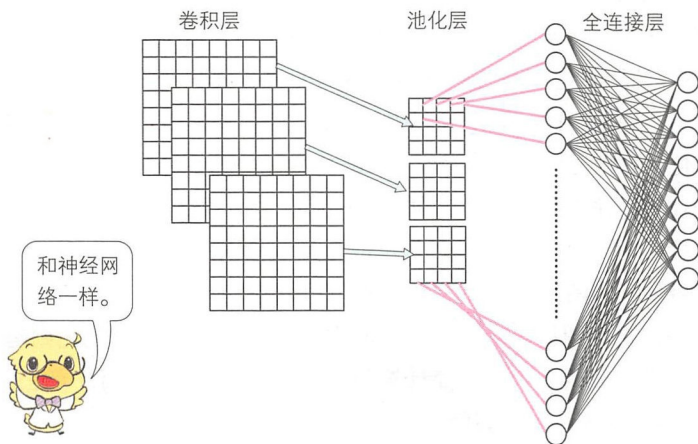 卷积层
池化层
全连接层
和神经网
络一样。